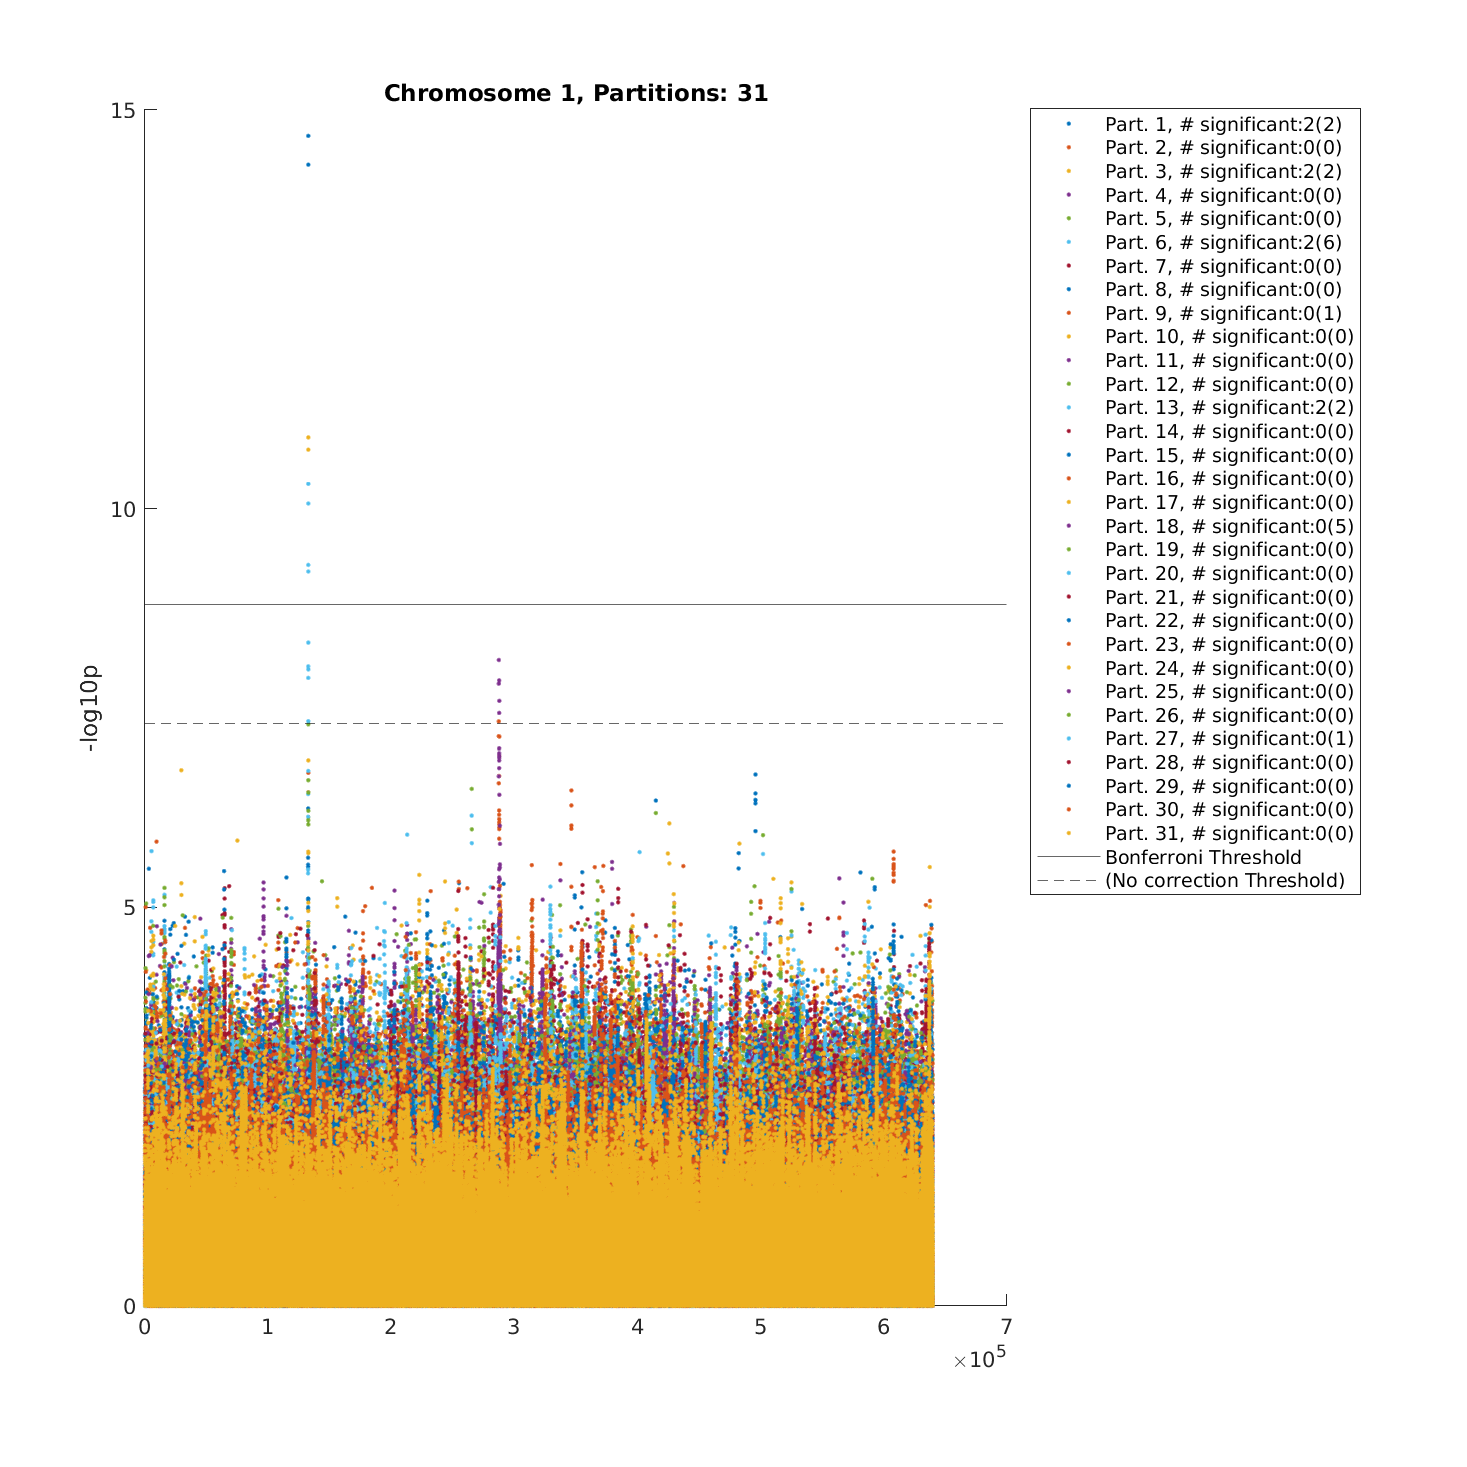 Chromosome 1, Partitions: 31
15
10
5
0
-log10p
0 1 2 3 4 5 6 7
×10^5
Part. 1, # significant:2(2)
Part. 2, # significant:0(0)
Part. 3, # significant:2(2)
Part. 4, # significant:0(0)
Part. 5, # significant:0(0)
Part. 6, # significant:2(6)
Part. 7, # significant:0(0)
Part. 8, # significant:0(0)
Part. 9, # significant:0(1)
Part. 10, # significant:0(0)
Part. 11, # significant:0(0)
Part. 12, # significant:0(0)
Part. 13, # significant:2(2)
Part. 14, # significant:0(0)
Part. 15, # significant:0(0)
Part. 16, # significant:0(0)
Part. 17, # significant:0(0)
Part. 18, # significant:0(5)
Part. 19, # significant:0(0)
Part. 20, # significant:0(0)
Part. 21, # significant:0(0)
Part. 22, # significant:0(0)
Part. 23, # significant:0(0)
Part. 24, # significant:0(0)
Part. 25, # significant:0(0)
Part. 26, # significant:0(0)
Part. 27, # significant:0(1)
Part. 28, # significant:0(0)
Part. 29, # significant:0(0)
Part. 30, # significant:0(0)
Part. 31, # significant:0(0)
Bonferroni Threshold
(No correction Threshold)